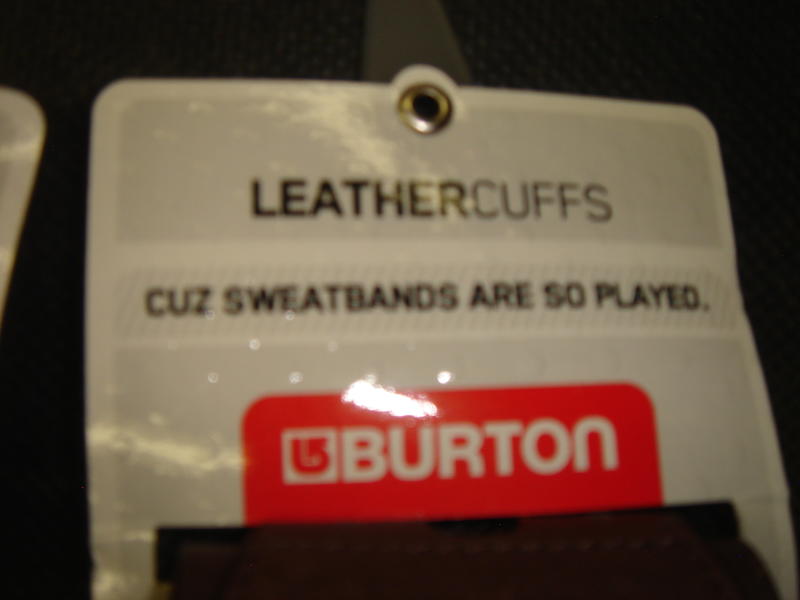 LEATHERCUFFS
CUZ SWEATBANDS ARE SO PLAYED.
BURTON